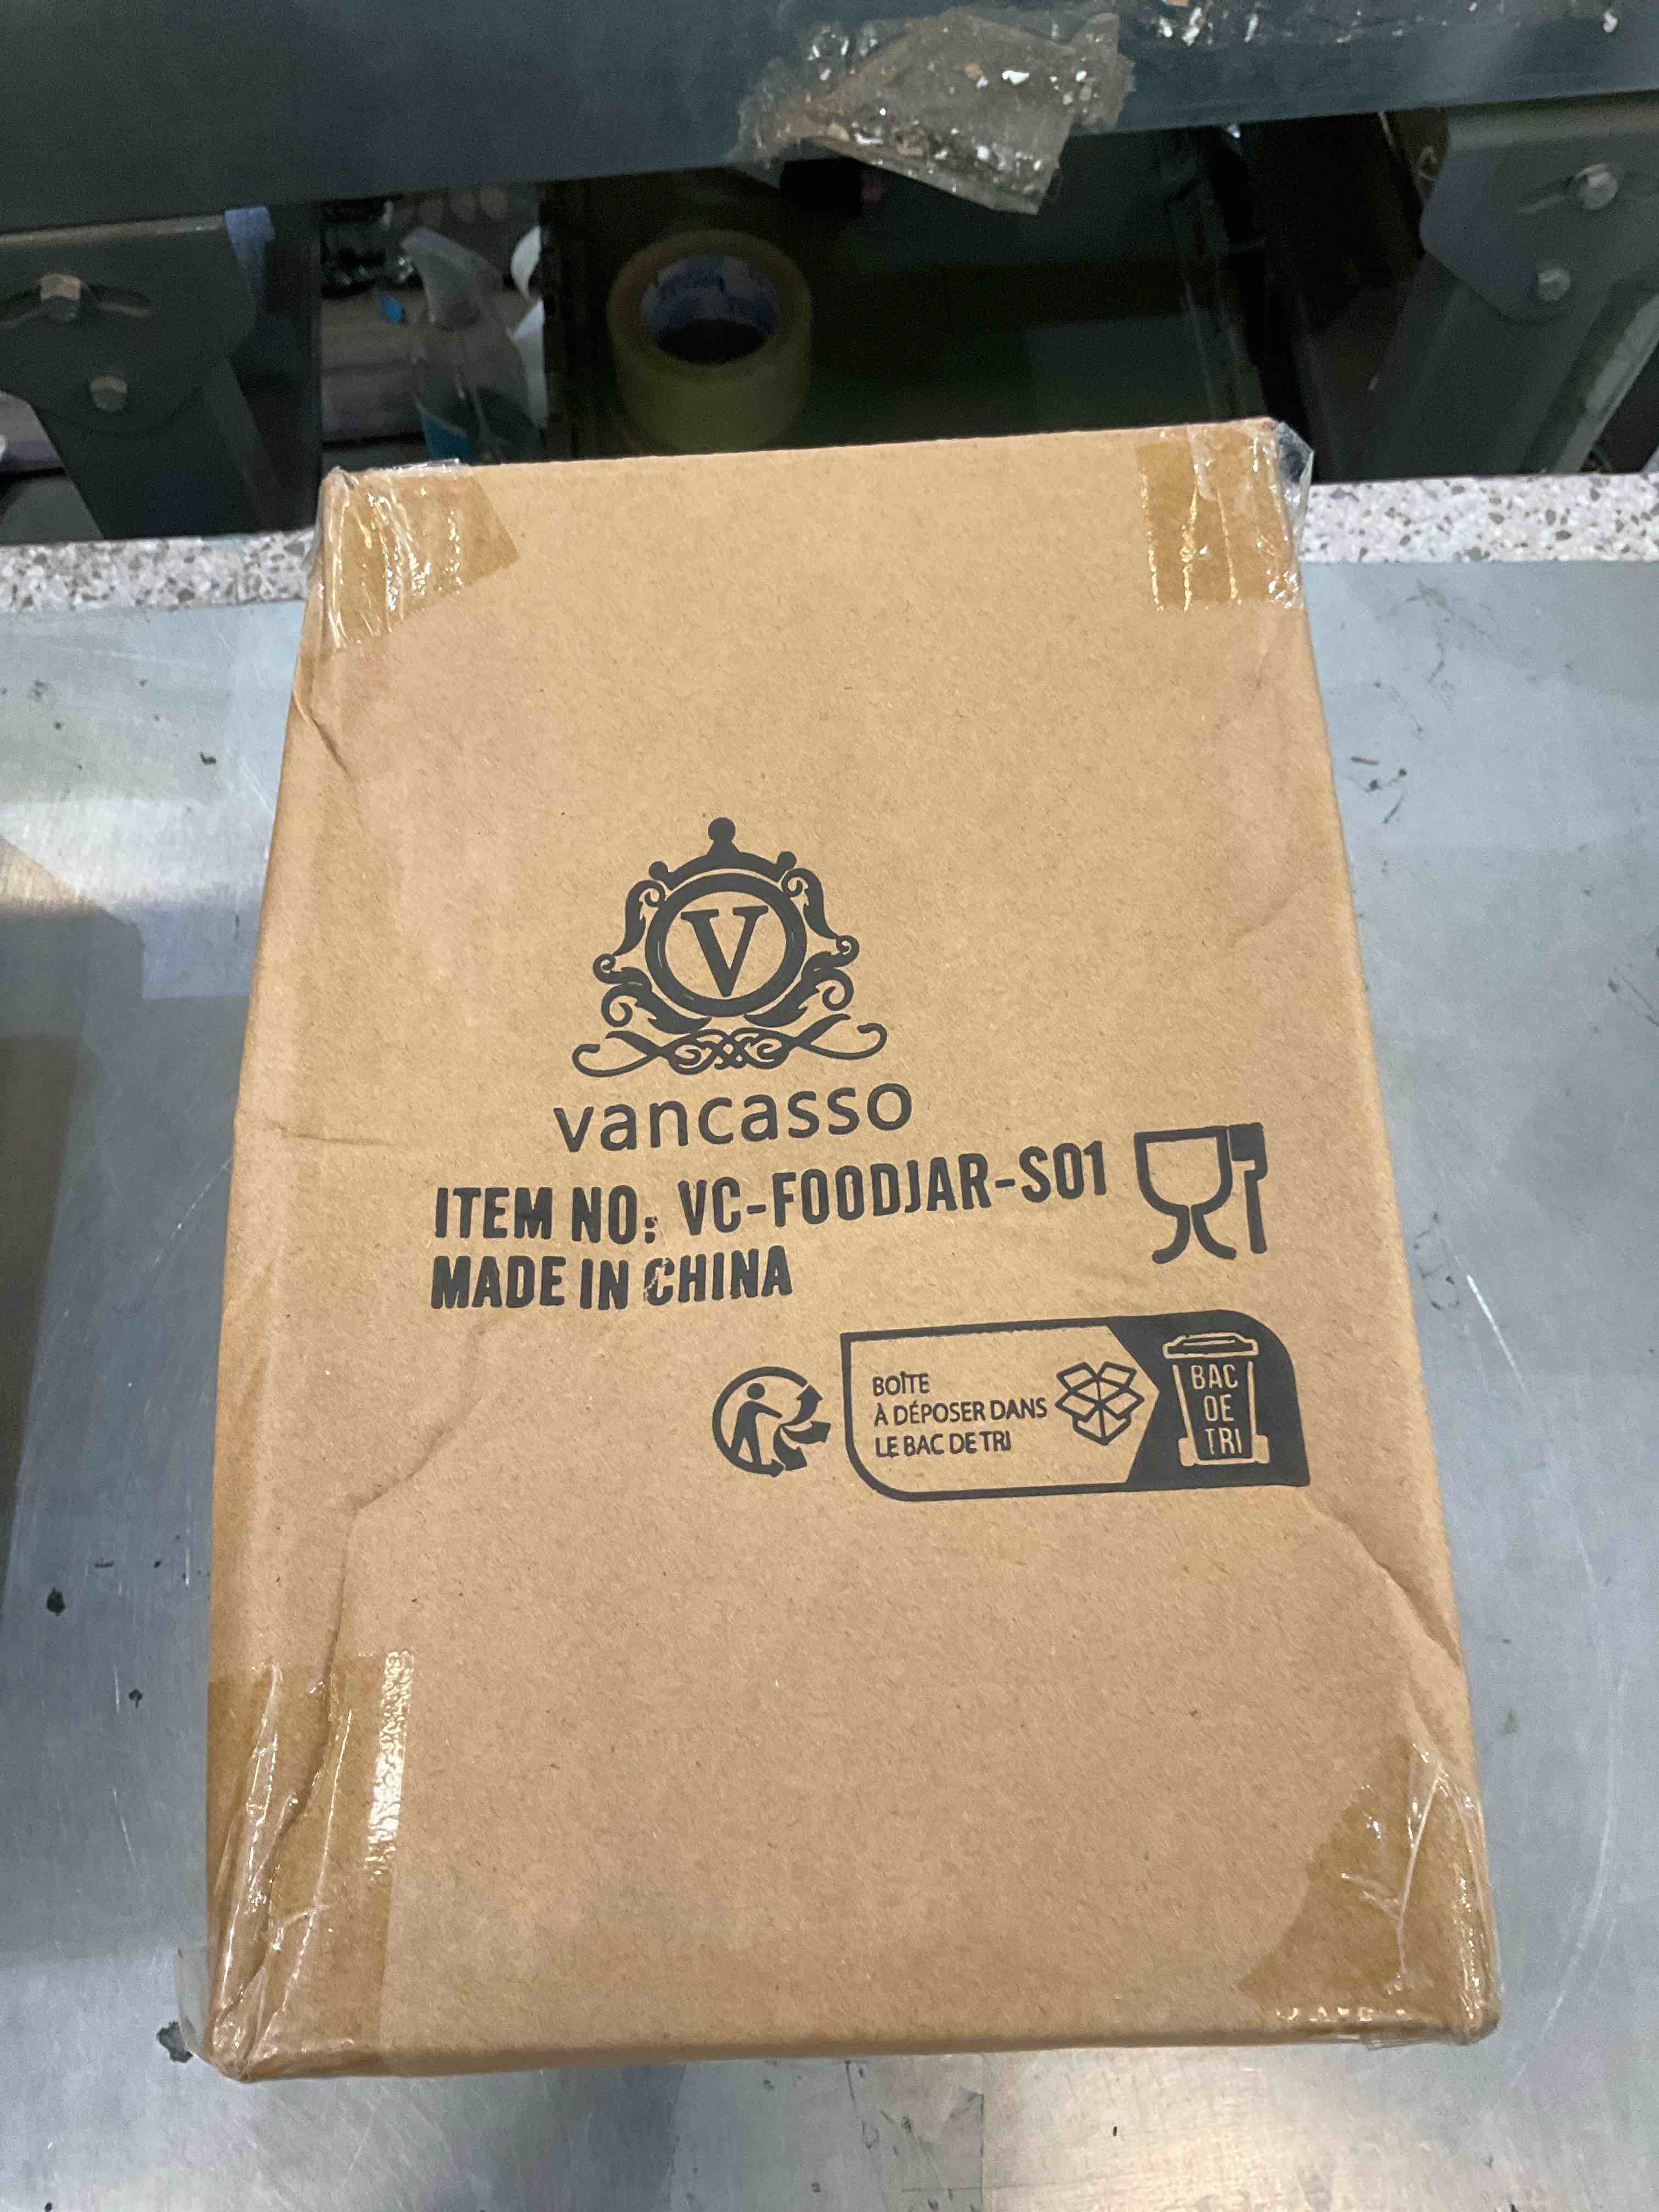 V
vancasso
ITEM NO: VC-FOODJAR-S01
MADE IN CHINA
BOÎTE
À DÉPOSER DANS
LE BAC DE TRI
BAC
DE
TRI